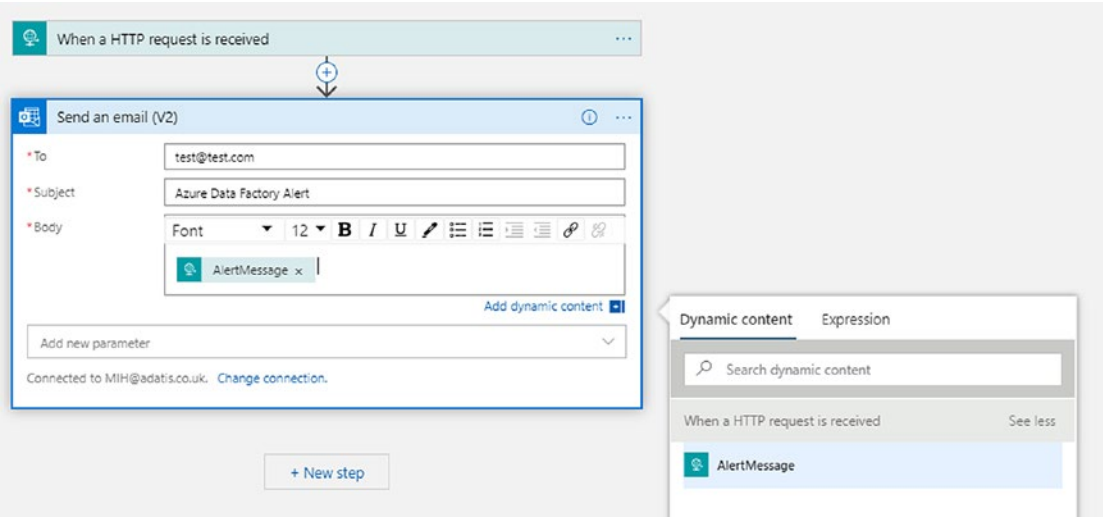 When a HTTP request is received
Send an email (V2)
*To
test@test.com
*Subject
Azure Data Factory Alert
*Body
Font 12 B I U
AlertMessage x
Add dynamic content
Add new parameter
Connected to MIH@adatis.co.uk. Change connection.
+ New step
Dynamic content Expression
Search dynamic content
When a HTTP request is received See less
AlertMessage